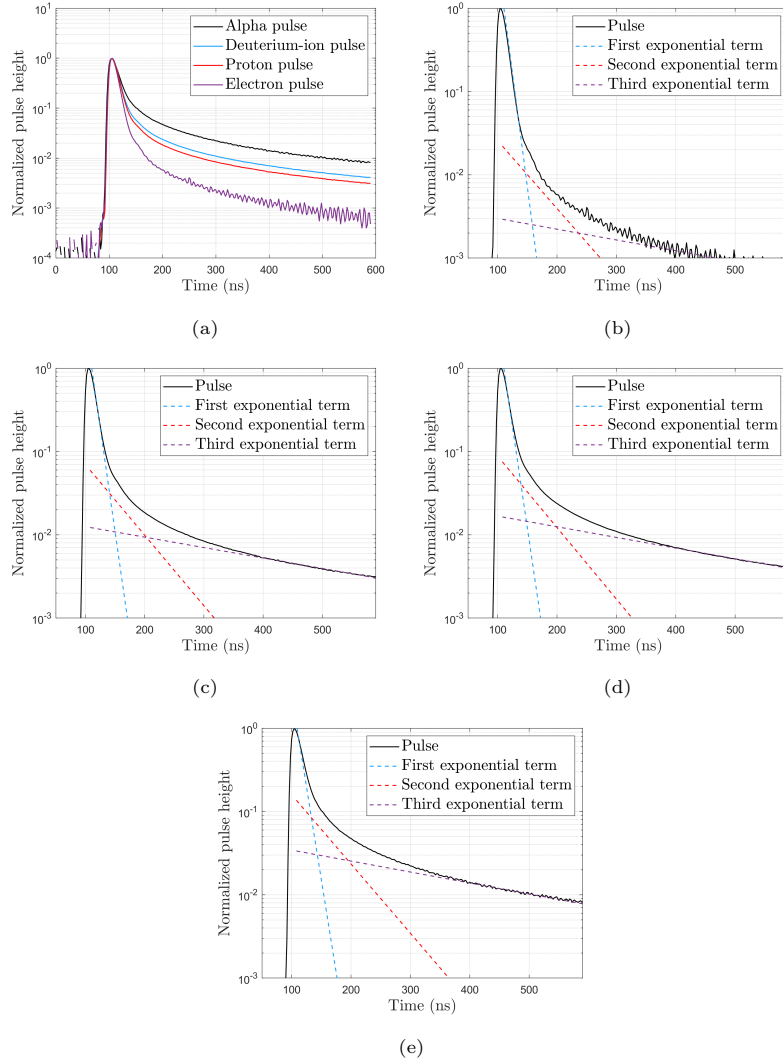 10^1
10^0
10^-1
10^-2
10^-3
10^-4
Normalized pulse height
Alpha pulse
Deuterium-ion pulse
Proton pulse
Electron pulse
0 100 200 300 400 500 600
Time (ns)
(a)
10^0
10^-1
10^-2
10^-3
Normalized pulse height
Pulse
First exponential term
Second exponential term
Third exponential term
100 200 300 400 500
Time (ns)
(b)
10^0
10^-1
10^-2
10^-3
Normalized pulse height
Pulse
First exponential term
Second exponential term
Third exponential term
100 200 300 400 500
Time (ns)
(c)
10^0
10^-1
10^-2
10^-3
Normalized pulse height
Pulse
First exponential term
Second exponential term
Third exponential term
100 200 300 400 500
Time (ns)
(d)
10^0
10^-1
10^-2
10^-3
Normalized pulse height
Pulse
First exponential term
Second exponential term
Third exponential term
100 200 300 400 500
Time (ns)
(e)